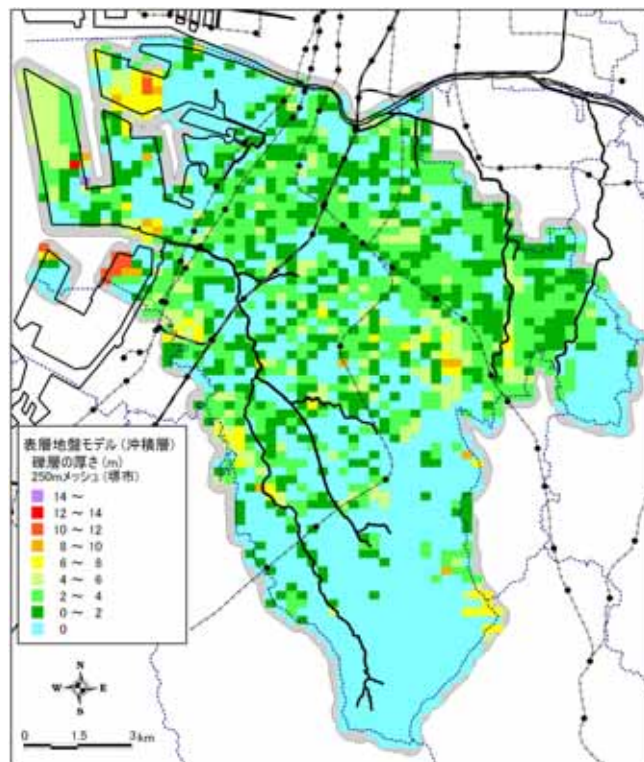 表層地盤モデル(沖積層)
礫層の厚さ(m)
250mメッシュ(堺市)
14 ～
12 ～ 14
10 ～ 12
8 ～ 10
6 ～ 8
4 ～ 6
2 ～ 4
0 ～ 2
0
N
W E
S
0 1.5 3 km